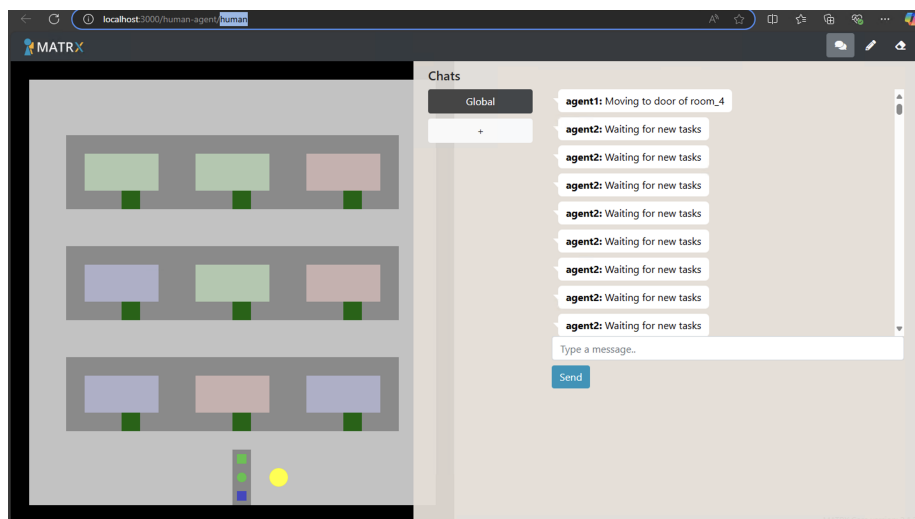 localhost:3000/human-agent/human
MATRX
Chats
Global
+
agent1: Moving to door of room_4
agent2: Waiting for new tasks
agent2: Waiting for new tasks
agent2: Waiting for new tasks
agent2: Waiting for new tasks
agent2: Waiting for new tasks
agent2: Waiting for new tasks
agent2: Waiting for new tasks
agent2: Waiting for new tasks
Type a message..
Send